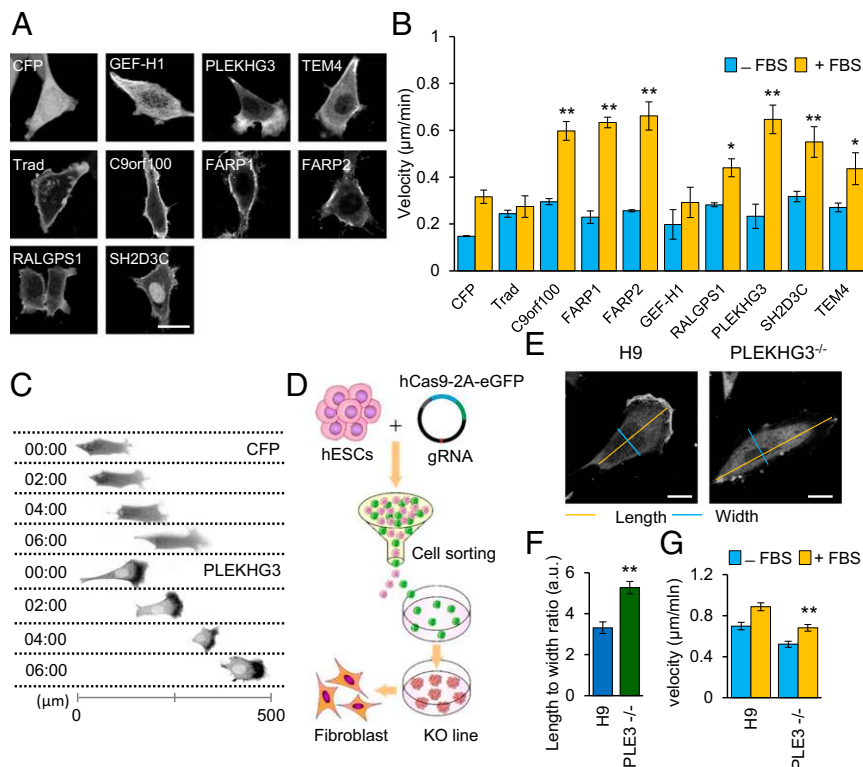 A
CFP
GEF-H1
PLEKHG3
TEM4
Trad
C9orf100
FARP1
FARP2
RALGPS1
SH2D3C
B
– FBS
+ FBS
Velocity (µm/min)
1
0.8
0.6
0.4
0.2
0
**
**
**
*
**
**
*
CFP
Trad
C9orf100
FARP1
FARP2
GEF-H1
RALGPS1
PLEKHG3
SH2D3C
TEM4
C
00:00
CFP
02:00
04:00
06:00
00:00
PLEKHG3
02:00
04:00
06:00
(µm)
0
500
D
hCas9-2A-eGFP
+
hESCs
gRNA
Cell sorting
Fibroblast
KO line
E
H9
PLEKHG3-/-
Length
Width
F
Length to width ratio (a.u.)
8
6
4
2
0
**
H9
PLE3 -/-
G
– FBS
+ FBS
velocity (µm/mIn)
1.2
0.8
0.4
0
**
H9
PLE3 -/-